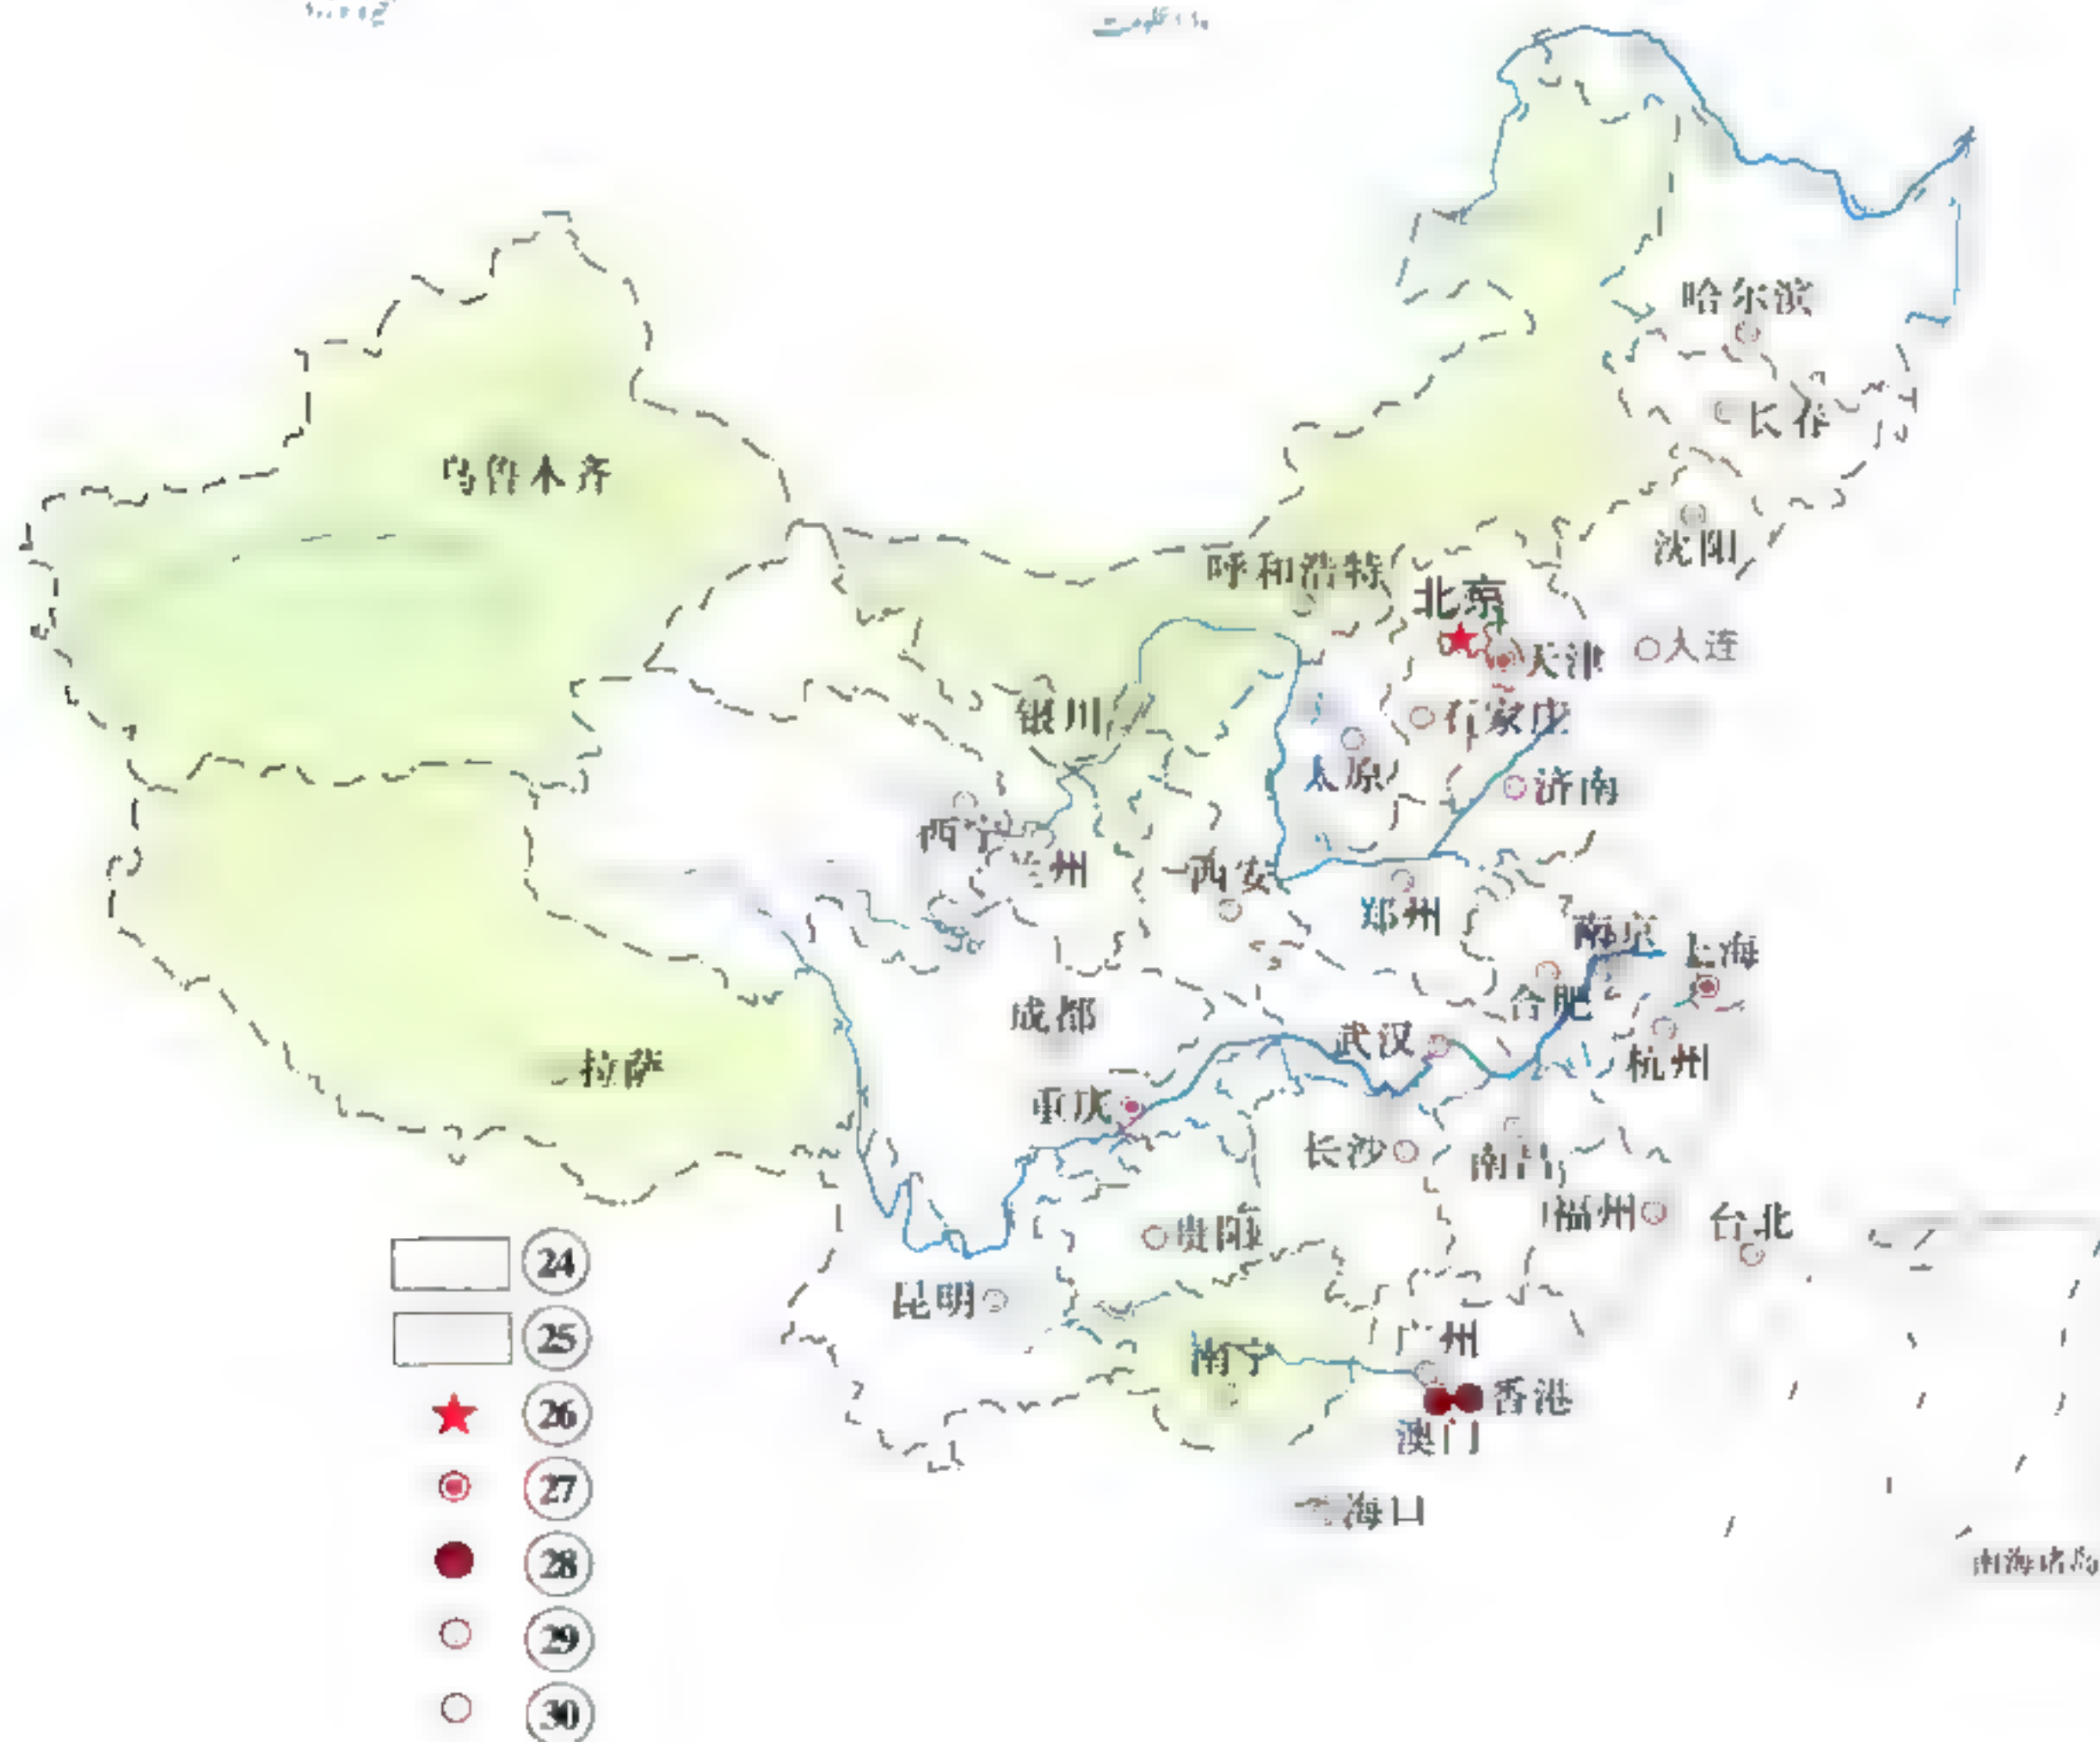 哈尔滨
长春
乌鲁木齐
沈阳
呼和浩特
北京
天津
大连
银川
石家庄
太原
济南
西宁
兰州
西安
郑州
南京
上海
合肥
成都
武汉
杭州
拉萨
重庆
长沙
南昌
福州
台北
贵阳
昆明
广州
南宁
香港
澳门
海口
南海诸岛
24
25
26
27
28
29
30